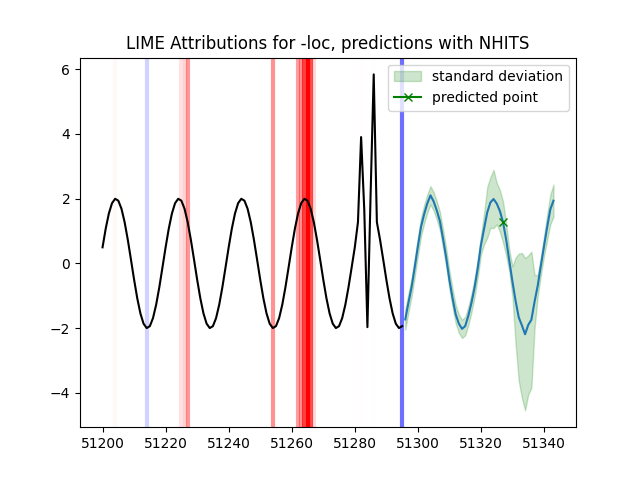 LIME Attributions for -loc, predictions with NHITS
standard deviation
predicted point
6
4
2
0
−2
−4
51200 51220 51240 51260 51280 51300 51320 51340